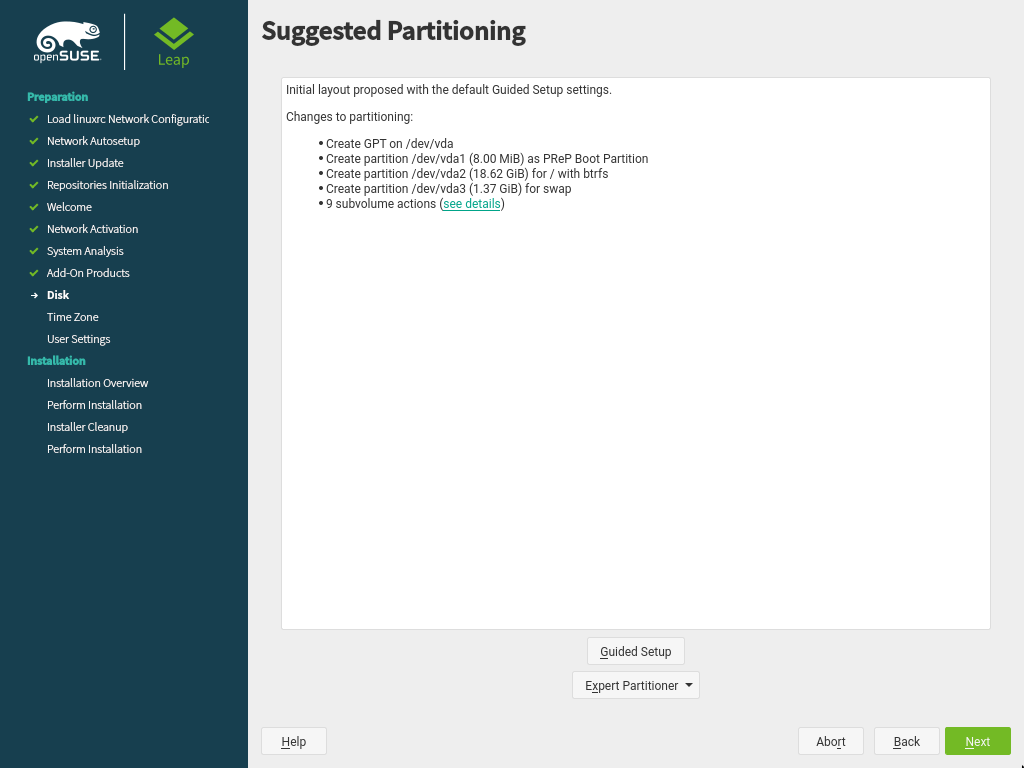 openSUSE
Leap
Preparation
Load linuxrc Network Configuratic
Network Autosetup
Installer Update
Repositories Initialization
Welcome
Network Activation
System Analysis
Add-On Products
Disk
Time Zone
User Settings
Installation
Installation Overview
Perform Installation
Installer Cleanup
Perform Installation
Suggested Partitioning
Initial layout proposed with the default Guided Setup settings.
Changes to partitioning:
• Create GPT on /dev/vda
• Create partition /dev/vda1 (8.00 MiB) as PReP Boot Partition
• Create partition /dev/vda2 (18.62 GiB) for / with btrfs
• Create partition /dev/vda3 (1.37 GiB) for swap
• 9 subvolume actions (see details)
Guided Setup
Expert Partitioner
Help
Abort
Back
Next